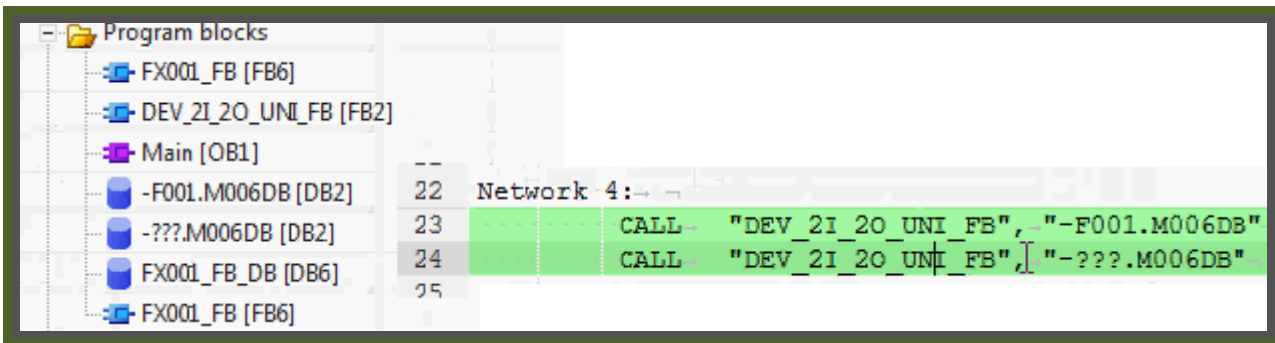 Program blocks
FX001_FB [FB6]
DEV_2I_2O_UNI_FB [FB2]
Main [OB1]
-F001.M006DB [DB2]
-???.M006DB [DB2]
FX001_FB_DB [DB6]
FX001_FB [FB6]
22 Network 4:
23 CALL "DEV_2I_2O_UNI_FB", "-F001.M006DB"
24 CALL "DEV_2I_2O_UNI_FB", "-???.M006DB"
25